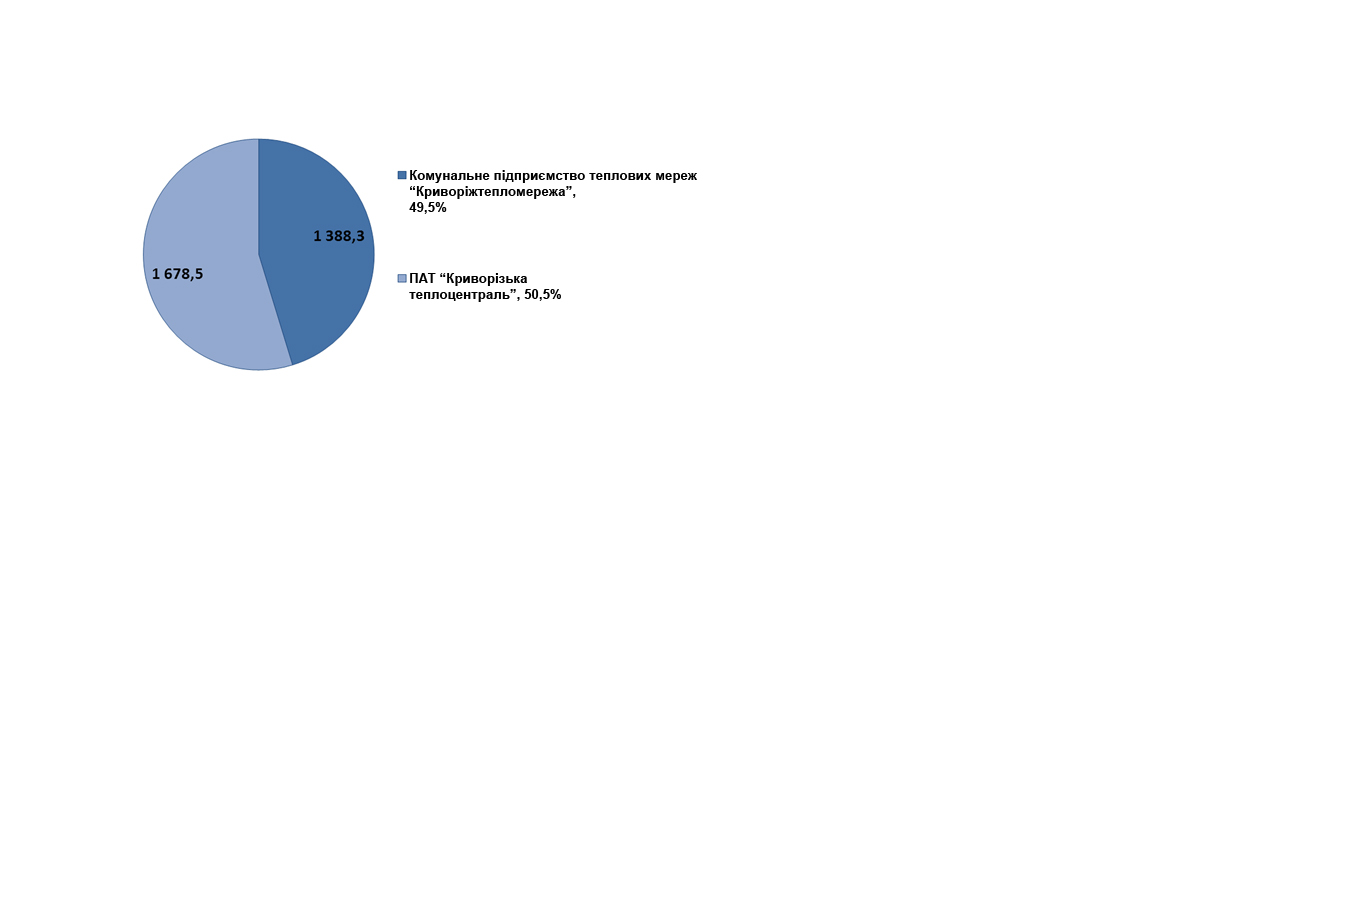 Комунальне підприємство теплових мереж
“Криворіжтепломережа”,
49,5%
1 388,3
1 678,5
ПАТ “Криворізька
теплоцентраль”, 50,5%